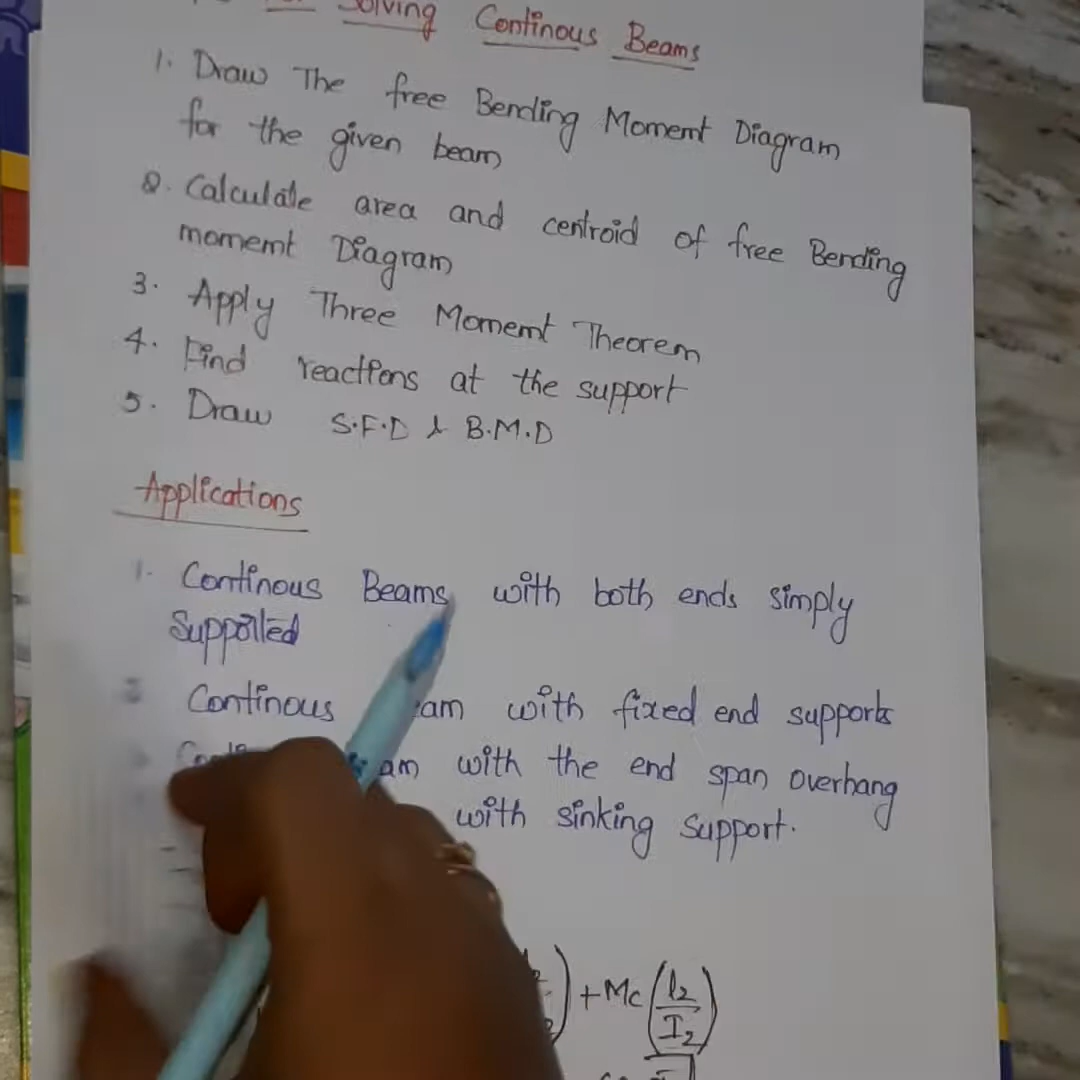 Solving Continous Beams
1. Draw The free Bending Moment Diagram
for the given beam
2. Calculate area and centroid of free Bending
moment Diagram
3. Apply Three Moment Theorem
4. Find reactions at the support
5. Draw S.F.D & B.M.D
Applications
1. Continous Beams with both ends simply
Supported
2 Continous am with fixed end supports
am with the end span overhang
with sinking support.
) + Mc (l2/I2)